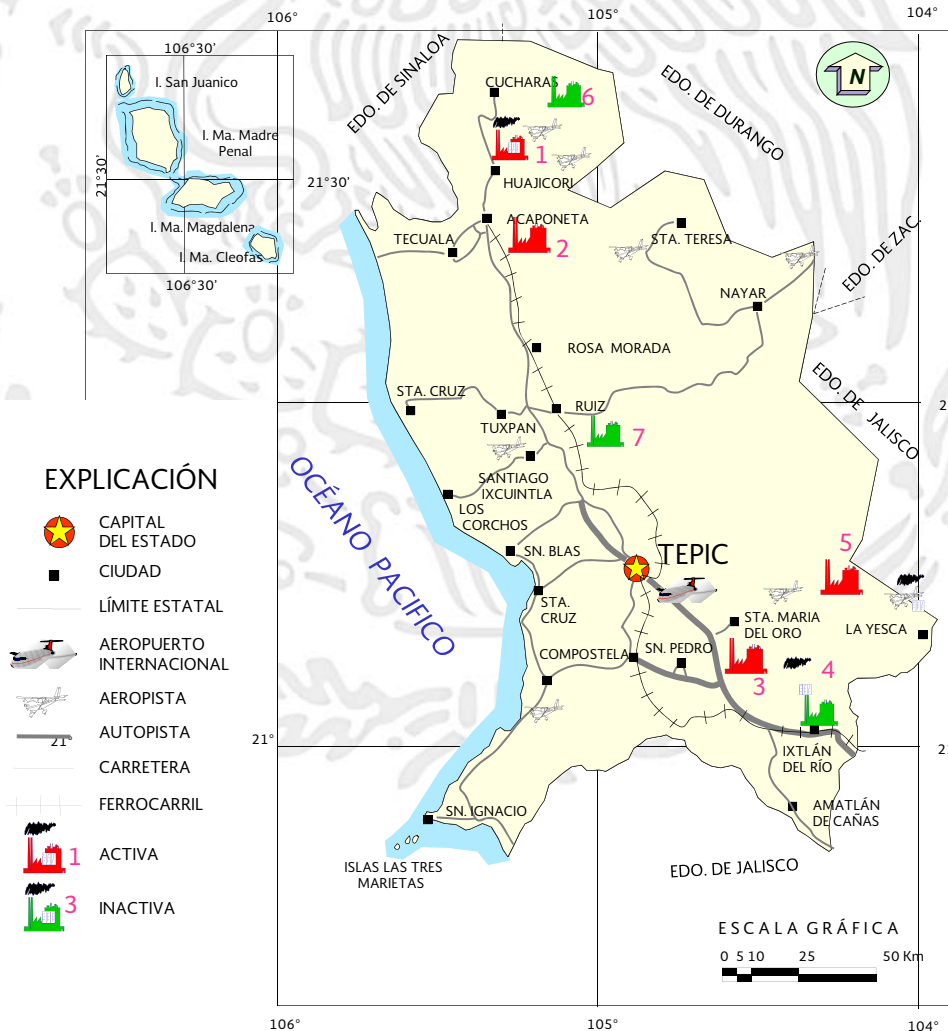 106°
105°
104°
106°30'
I. San Juanico
I. Ma. Madre
Penal
21°30'
21°30'
I. Ma. Magdalena
I. Ma. Cleofas
106°30'
EDO. DE SINALOA
EDO. DE DURANGO
EDO. DE ZAC.
EDO. DE JALISCO
N
CUCHARAS
6
1
HUAJICORI
ACAPONETA
2
TECUALA
STA. TERESA
NAYAR
ROSA MORADA
STA. CRUZ
RUIZ
TUXPAN
7
2
SANTIAGO
IXCUINTLA
LOS
CORCHOS
SN. BLAS
TEPIC
5
STA.
CRUZ
STA. MARIA
DEL ORO
LA YESCA
COMPOSTELA
SN. PEDRO
3
4
21°
2
IXTLÁN
DEL RÍO
AMATLÁN
DE CAÑAS
SN. IGNACIO
ISLAS LAS TRES
MARIETAS
EDO. DE JALISCO
OCÉANO PACIFICO
EXPLICACIÓN
CAPITAL
DEL ESTADO
CIUDAD
LÍMITE ESTATAL
AEROPUERTO
INTERNACIONAL
AEROPISTA
AUTOPISTA
21°
CARRETERA
FERROCARRIL
1 ACTIVA
3 INACTIVA
ESCALA GRÁFICA
0 5 10 25 50 Km
106°
105°
104°